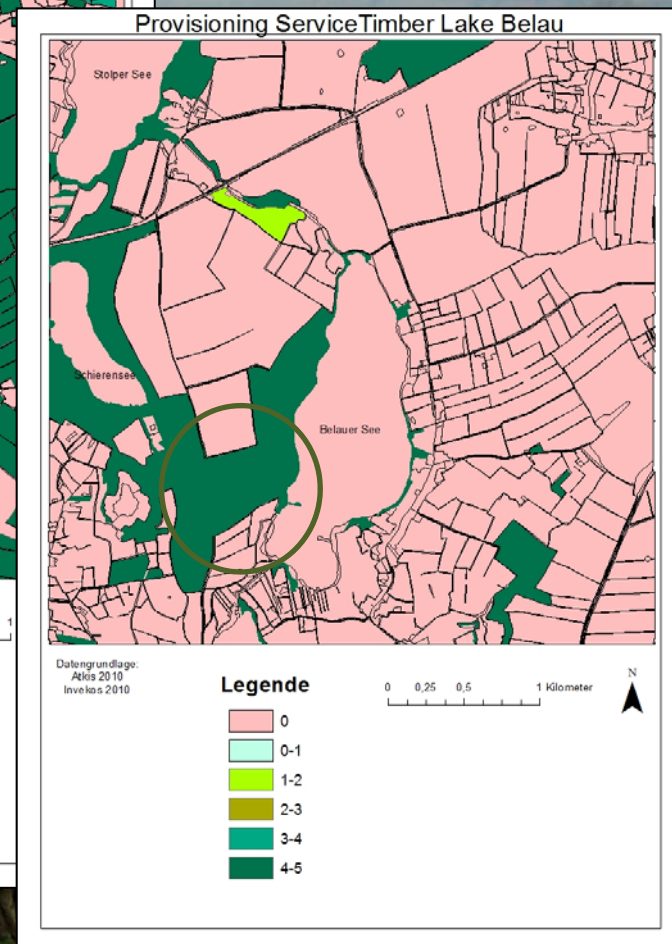 Provisioning ServiceTimber Lake Belau
Stolper See
Schierensee
Belauer See
1
Datengrundlage:
Atkis 2010
Invekos 2010
Legende
0
0-1
1-2
2-3
3-4
4-5
0 0,25 0,5 1 Kilometer
N